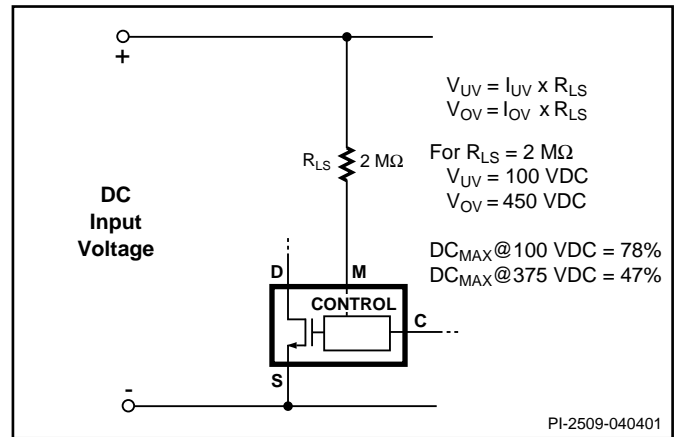 +
V_UV = I_UV x R_LS
V_OV = I_OV x R_LS
R_LS 2 MΩ
For R_LS = 2 MΩ
V_UV = 100 VDC
V_OV = 450 VDC
DC
Input
Voltage
DC_MAX@100 VDC = 78%
DC_MAX@375 VDC = 47%
D
M
CONTROL
C
S
-
PI-2509-040401